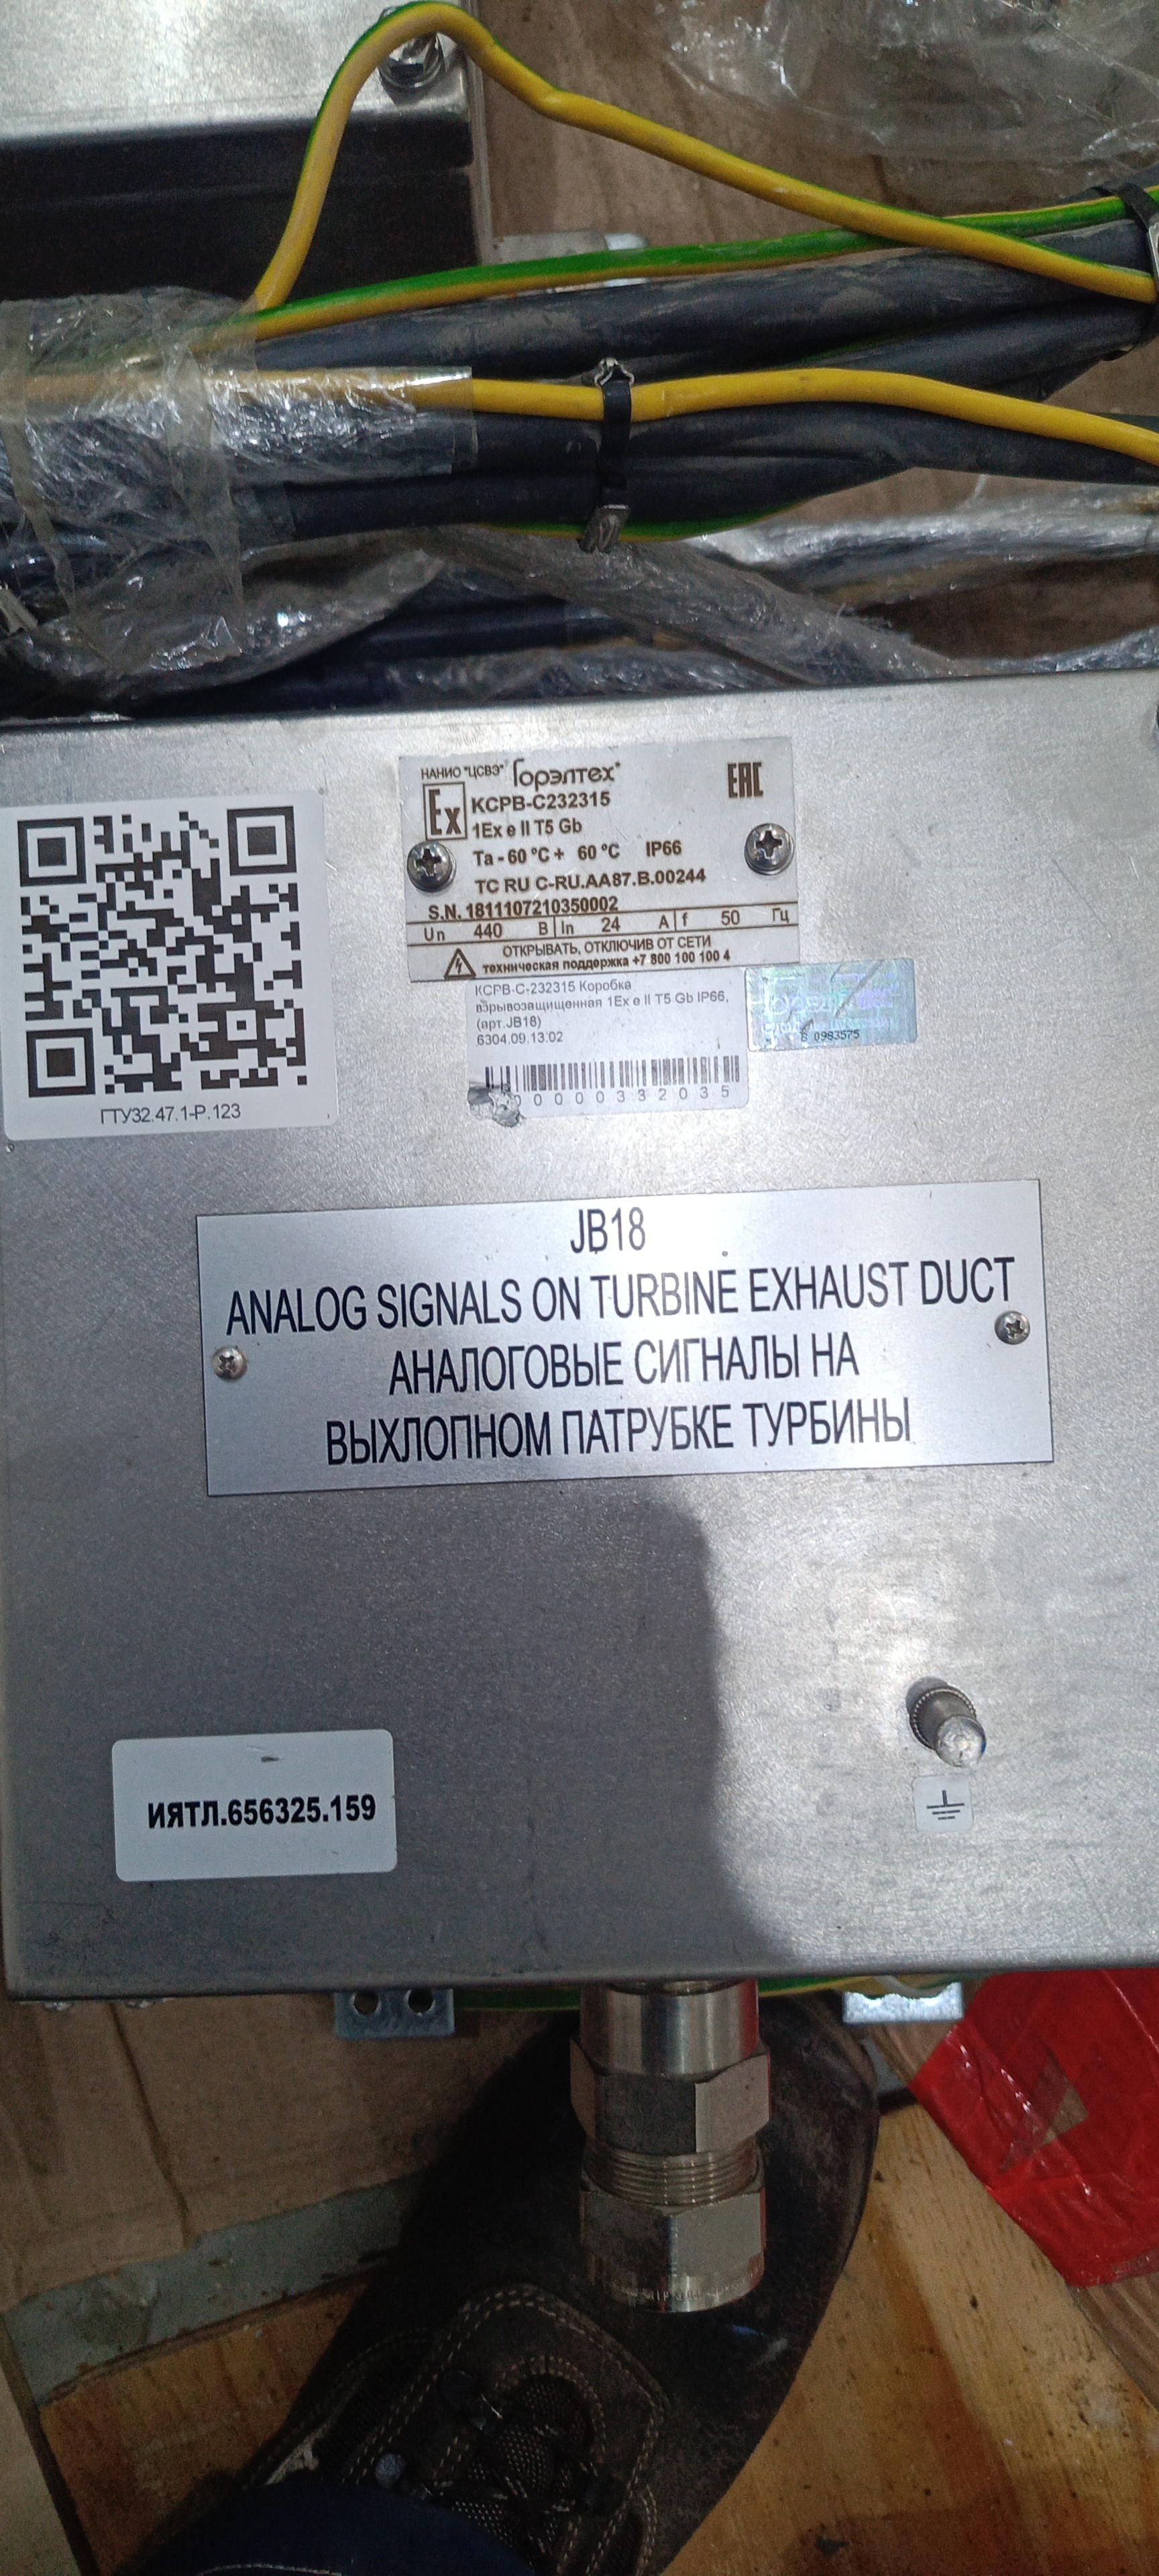 НАНИО "ЦСВЭ" Горэлтех
EAC
Ex КСРВ-С232315
1Ex e II T5 Gb
Ta - 60 °C + 60 °C IP66
TC RU C-RU.AA87.B.00244
S.N. 1811107210350002
Un 440 В In 24 А f 50 Гц
ОТКРЫВАТЬ, ОТКЛЮЧИВ ОТ СЕТИ
техническая поддержка +7 800 100 100 4
КСРВ-С-232315 Коробка
взрывозащищенная 1Ex e II T5 Gb IP66,
(арт.JB18)
6304.09.13.02
0000332035
0983575
ГТУ32.47.1-Р.123
JB18
ANALOG SIGNALS ON TURBINE EXHAUST DUCT
АНАЛОГОВЫЕ СИГНАЛЫ НА
ВЫХЛОПНОМ ПАТРУБКЕ ТУРБИНЫ
ИЯТЛ.656325.159